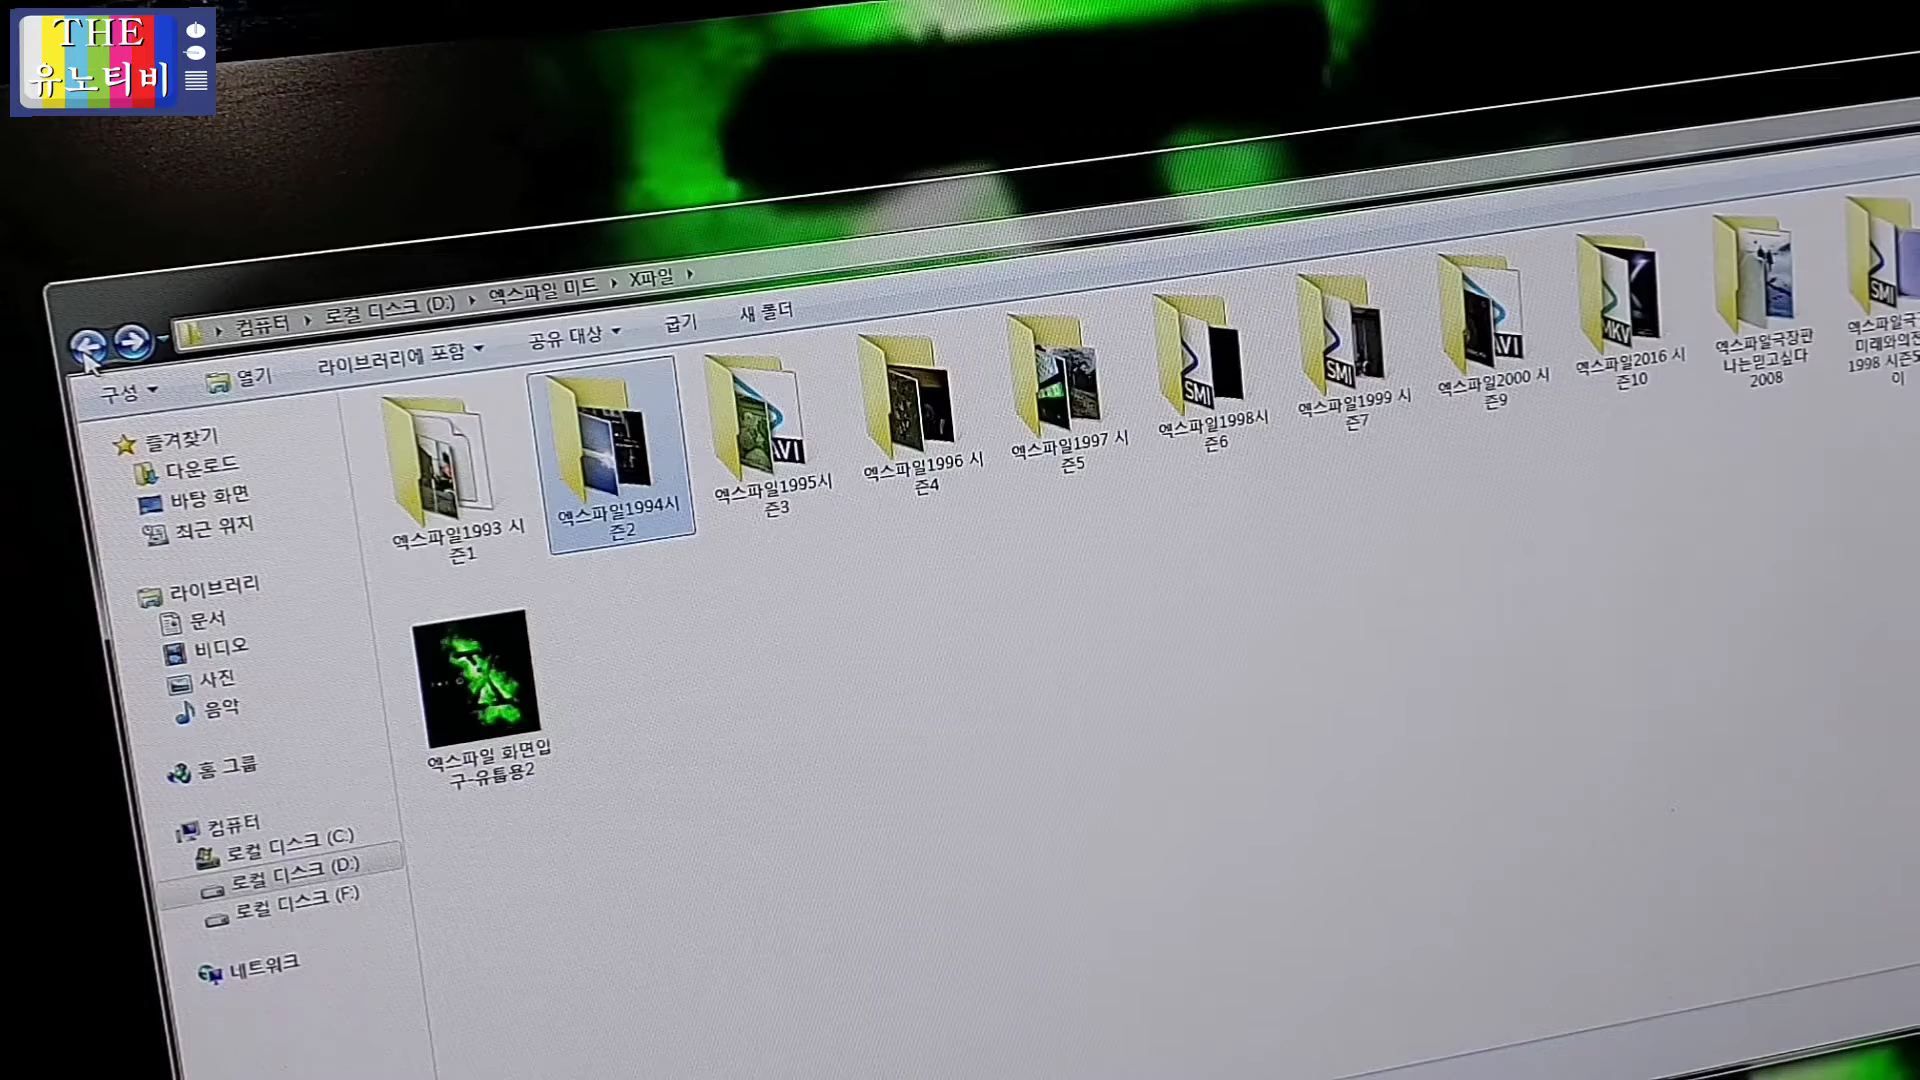 THE
유노티비
컴퓨터 로컬 디스크 (D:) 엑스파일 미드 X파일
구성 열기 라이브러리에 포함 공유 대상 굽기 새 폴더
즐겨찾기
다운로드
바탕 화면
최근 위치
라이브러리
문서
비디오
사진
음악
홈 그룹
컴퓨터
로컬 디스크 (C:)
로컬 디스크 (D:)
로컬 디스크 (F:)
네트워크
엑스파일1993 시
즌1
엑스파일1994시
즌2
AVI
엑스파일1995시
즌3
엑스파일1996 시
즌4
엑스파일1997 시
즌5
SMI
엑스파일1998시
즌6
SMI
엑스파일1999 시
즌7
AVI
엑스파일2000 시
즌9
MKV
엑스파일2016 시
즌10
엑스파일극장판
나는믿고싶다
2008
SMI
엑스파일극
미래와의전
1998 시즌5
이
엑스파일 화면입
구-유튭용2